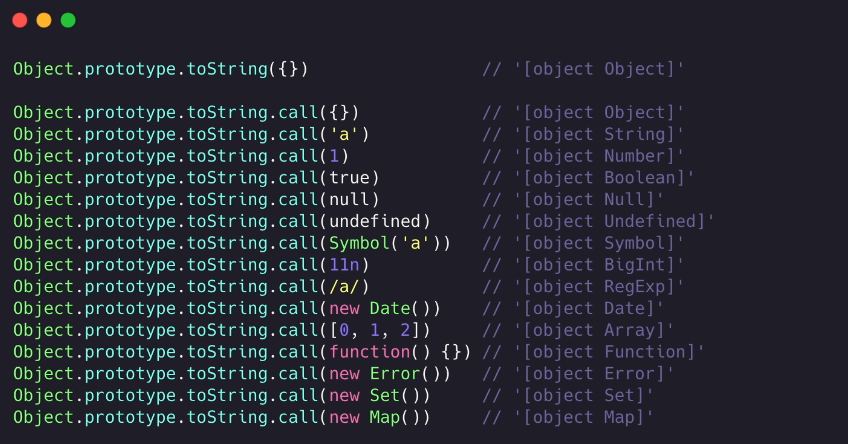 Object.prototype.toString({})                 // '[object Object]'
Object.prototype.toString.call({})            // '[object Object]'
Object.prototype.toString.call('a')           // '[object String]'
Object.prototype.toString.call(1)             // '[object Number]'
Object.prototype.toString.call(true)          // '[object Boolean]'
Object.prototype.toString.call(null)          // '[object Null]'
Object.prototype.toString.call(undefined)     // '[object Undefined]'
Object.prototype.toString.call(Symbol('a'))   // '[object Symbol]'
Object.prototype.toString.call(11n)           // '[object BigInt]'
Object.prototype.toString.call(/a/)           // '[object RegExp]'
Object.prototype.toString.call(new Date())    // '[object Date]'
Object.prototype.toString.call([0, 1, 2])     // '[object Array]'
Object.prototype.toString.call(function() {}) // '[object Function]'
Object.prototype.toString.call(new Error())   // '[object Error]'
Object.prototype.toString.call(new Set())     // '[object Set]'
Object.prototype.toString.call(new Map())     // '[object Map]'